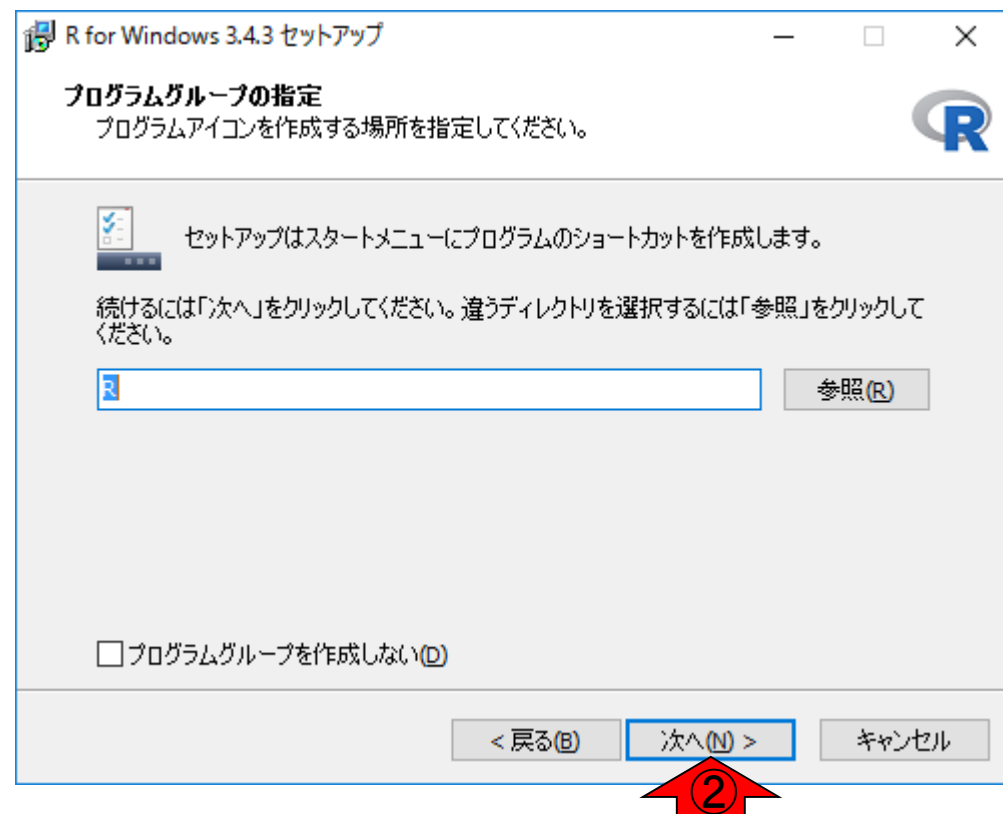 R for Windows 3.4.3 セットアップ
プログラムグループの指定
プログラムアイコンを作成する場所を指定してください。
R
セットアップはスタートメニューにプログラムのショートカットを作成します。
続けるには「次へ」をクリックしてください。違うディレクトリを選択するには「参照」をクリックして
ください。
R
参照(R)
プログラムグループを作成しない(D)
< 戻る(B)
次へ(N) >
キャンセル
②